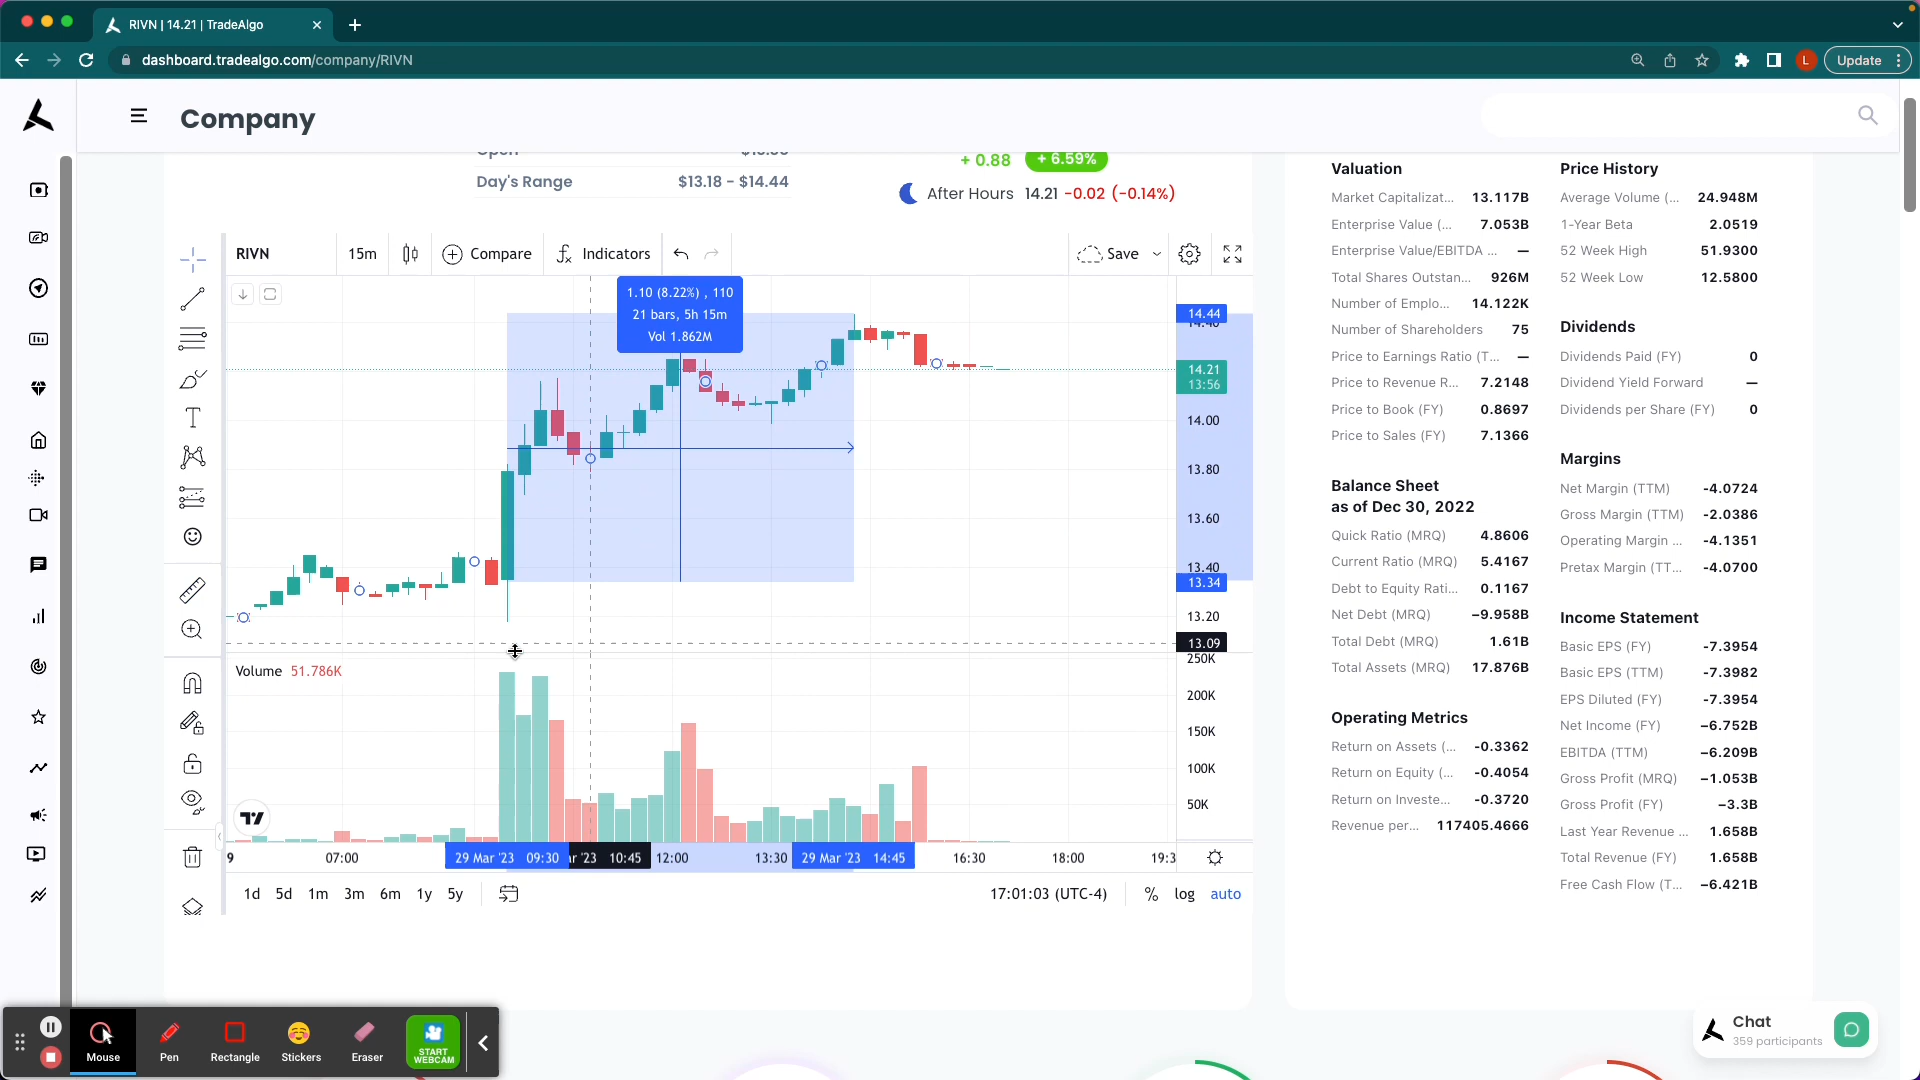 RIVN | 14.21 | TradeAlgo
dashboard.tradealgo.com/company/RIVN
L
Update
Company
Day's Range $13.18 - $14.44
+ 0.88 + 6.59%
After Hours 14.21 -0.02 (-0.14%)
RIVN 15m Compare Indicators Save
1.10 (8.22%) , 110
21 bars, 5h 15m
Vol 1.862M
14.44
14.40
14.21
13:56
14.00
13.80
13.60
13.40
13.34
13.20
13.09
Volume 51.786K
250K
200K
150K
100K
50K
9 07:00 29 Mar '23 09:30 '23 10:45 12:00 13:30 29 Mar '23 14:45 16:30 18:00 19:3
1d 5d 1m 3m 6m 1y 5y 17:01:03 (UTC-4) % log auto
Valuation
Market Capitalizat... 13.117B
Enterprise Value (... 7.053B
Enterprise Value/EBITDA ... —
Total Shares Outstan... 926M
Number of Emplo... 14.122K
Number of Shareholders 75
Price to Earnings Ratio (T... —
Price to Revenue R... 7.2148
Price to Book (FY) 0.8697
Price to Sales (FY) 7.1366
Balance Sheet
as of Dec 30, 2022
Quick Ratio (MRQ) 4.8606
Current Ratio (MRQ) 5.4167
Debt to Equity Rati... 0.1167
Net Debt (MRQ) −9.958B
Total Debt (MRQ) 1.61B
Total Assets (MRQ) 17.876B
Operating Metrics
Return on Assets (... -0.3362
Return on Equity (... -0.4054
Return on Investe... -0.3720
Revenue per... 117405.4666
Price History
Average Volume (... 24.948M
1-Year Beta 2.0519
52 Week High 51.9300
52 Week Low 12.5800
Dividends
Dividends Paid (FY) 0
Dividend Yield Forward —
Dividends per Share (FY) 0
Margins
Net Margin (TTM) -4.0724
Gross Margin (TTM) -2.0386
Operating Margin ... -4.1351
Pretax Margin (TT... -4.0700
Income Statement
Basic EPS (FY) -7.3954
Basic EPS (TTM) -7.3982
EPS Diluted (FY) -7.3954
Net Income (FY) −6.752B
EBITDA (TTM) −6.209B
Gross Profit (MRQ) −1.053B
Gross Profit (FY) −3.3B
Last Year Revenue ... 1.658B
Total Revenue (FY) 1.658B
Free Cash Flow (T... −6.421B
Mouse Pen Rectangle Stickers Eraser START WEBCAM
Chat
359 participants